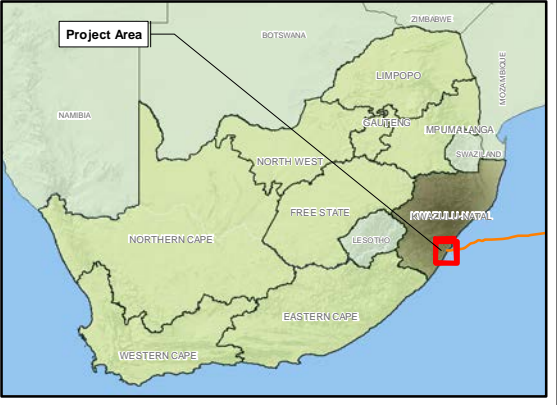 ZIMBABWE
Project Area
BOTSWANA
LIMPOPO
MOZAMBIQUE
NAMIBIA
GAUTENG
MPUMALANGA
SWAZILAND
NORTH WEST
KWAZULU-NATAL
FREE STATE
NORTHERN CAPE
LESOTHO
EASTERN CAPE
WESTERN CAPE